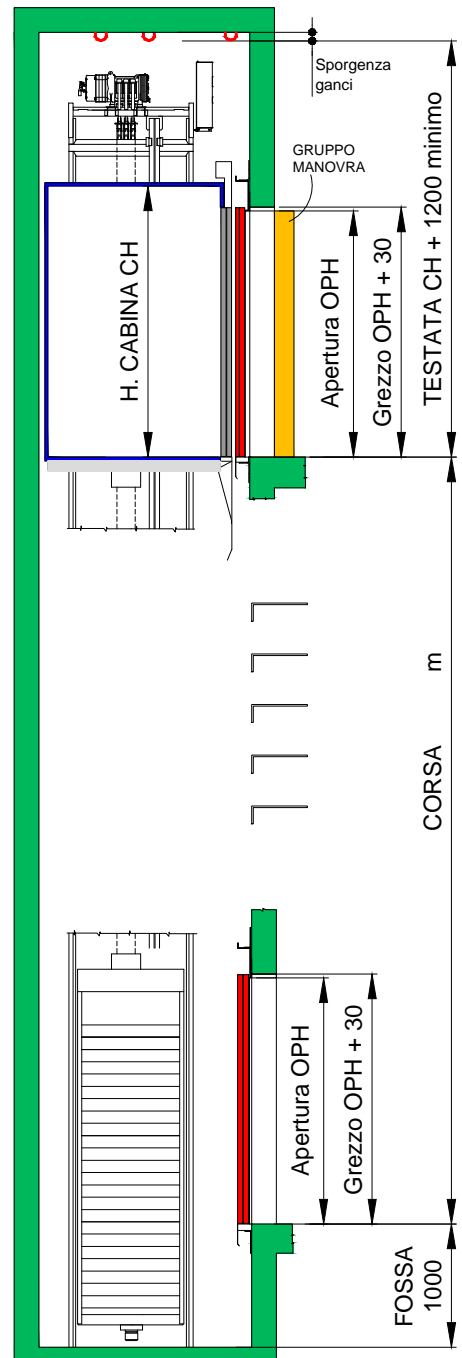 Sporgenza
ganci
GRUPPO
MANOVRA
H. CABINA CH
Apertura OPH
Grezzo OPH + 30
TESTATA CH + 1200 minimo
m
CORSA
Apertura OPH
Grezzo OPH + 30
FOSSA
1000